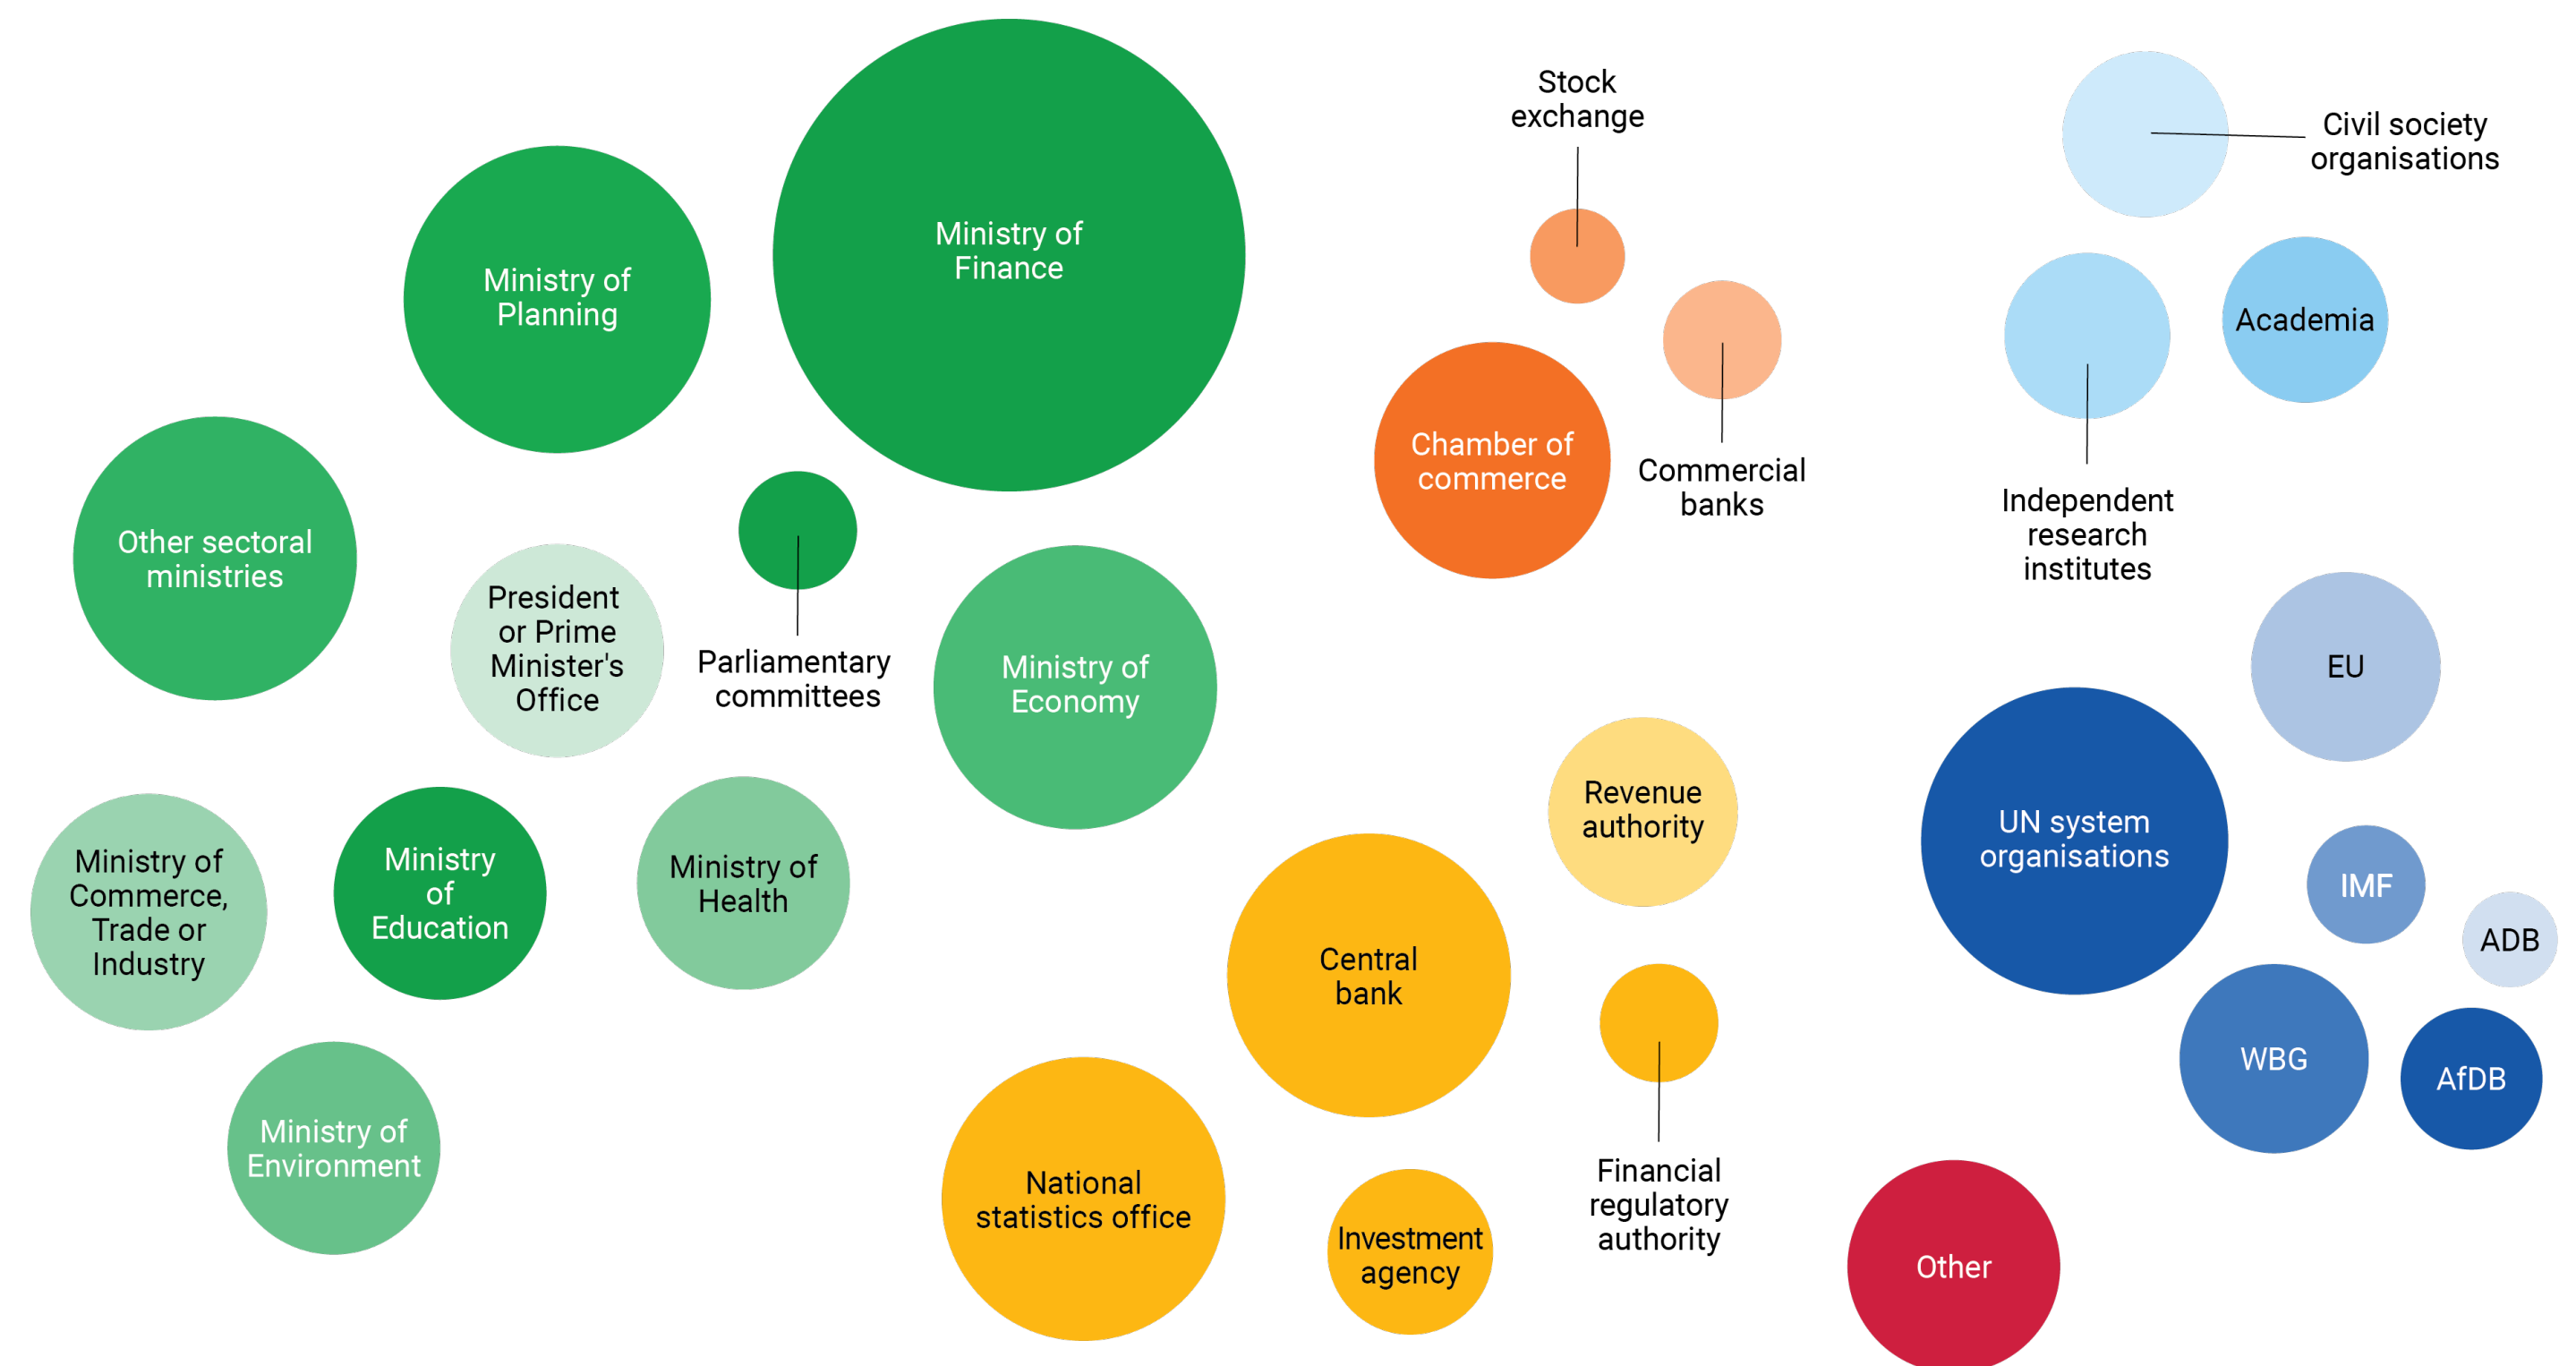 Stock
exchange
Civil society
organisations
Ministry of
Finance
Ministry of
Planning
Academia
Chamber of
commerce
Commercial
banks
Independent
research
institutes
Other sectoral
ministries
President
or Prime
Minister's
Office
Parliamentary
committees
Ministry of
Economy
EU
Revenue
authority
UN system
organisations
Ministry of
Commerce,
Trade or
Industry
Ministry
of
Education
Ministry of
Health
IMF
ADB
Central
bank
WBG
AfDB
Ministry of
Environment
National
statistics office
Investment
agency
Financial
regulatory
authority
Other